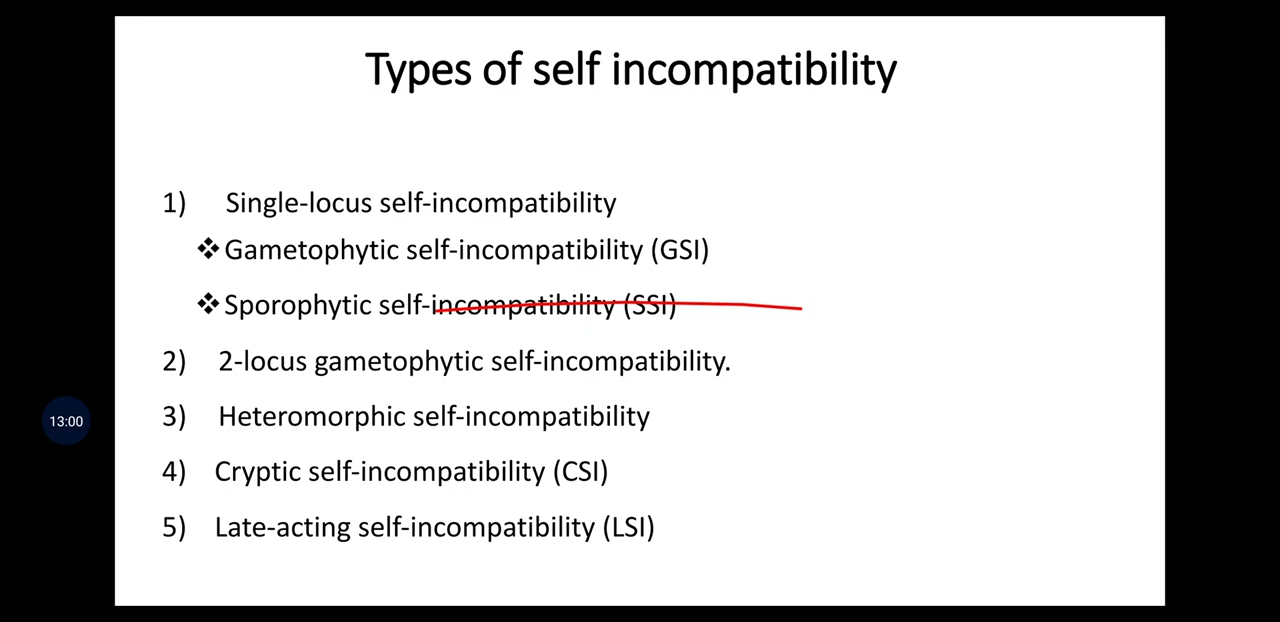 Types of self incompatibility
1) Single-locus self-incompatibility
❖ Gametophytic self-incompatibility (GSI)
❖ Sporophytic self-incompatibility (SSI)
2) 2-locus gametophytic self-incompatibility.
3) Heteromorphic self-incompatibility
13:00
4) Cryptic self-incompatibility (CSI)
5) Late-acting self-incompatibility (LSI)